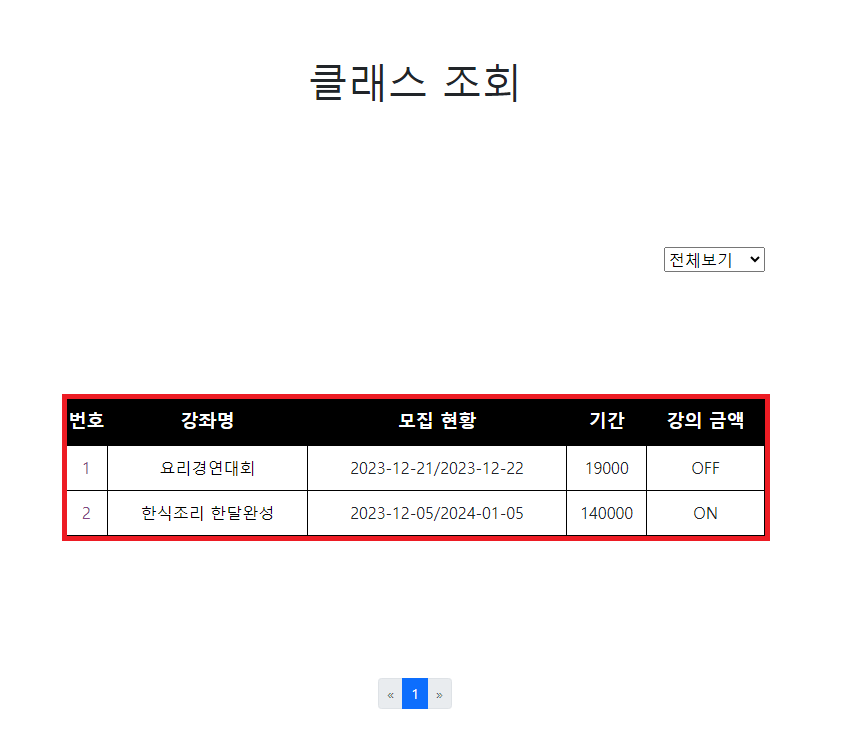 클래스 조회
전체보기
번호 강좌명 모집 현황 기간 강의 금액
1 요리경연대회 2023-12-21/2023-12-22 19000 OFF
2 한식조리 한달완성 2023-12-05/2024-01-05 140000 ON
« 1 »